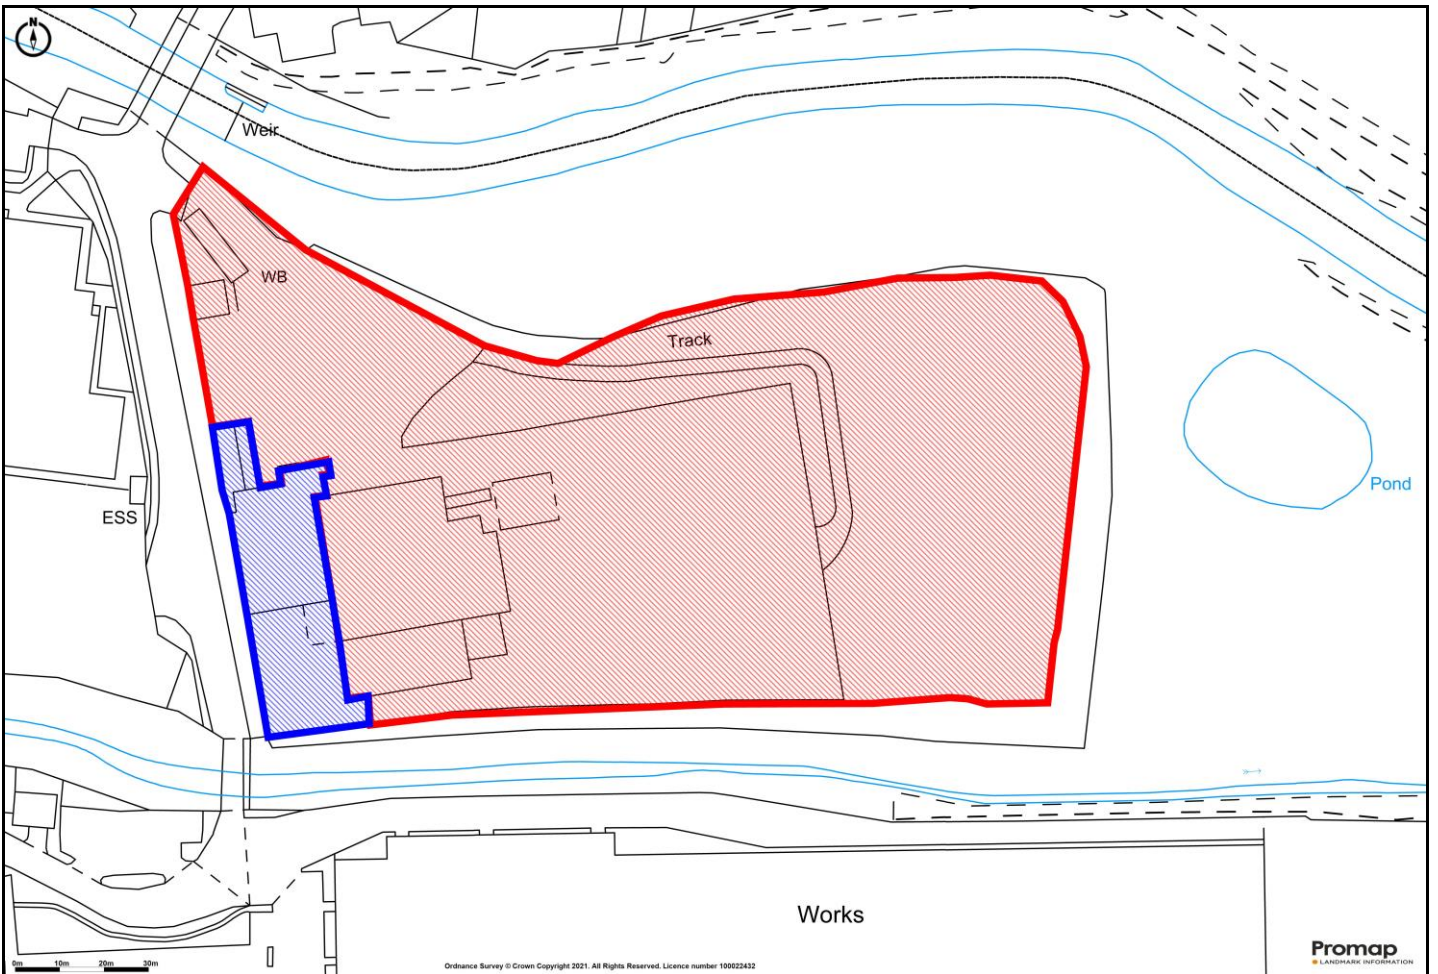 N
Weir
WB
Track
Pond
ESS
Works
0m 10m 20m 30m
Ordnance Survey © Crown Copyright 2021. All Rights Reserved. Licence number 100022432
Promap
LANDMARK INFORMATION